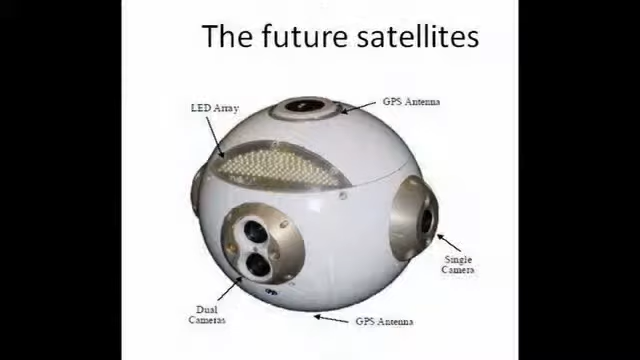 The future satellites
LED Array
GPS Antenna
Single
Camera
Dual
Cameras
GPS Antenna